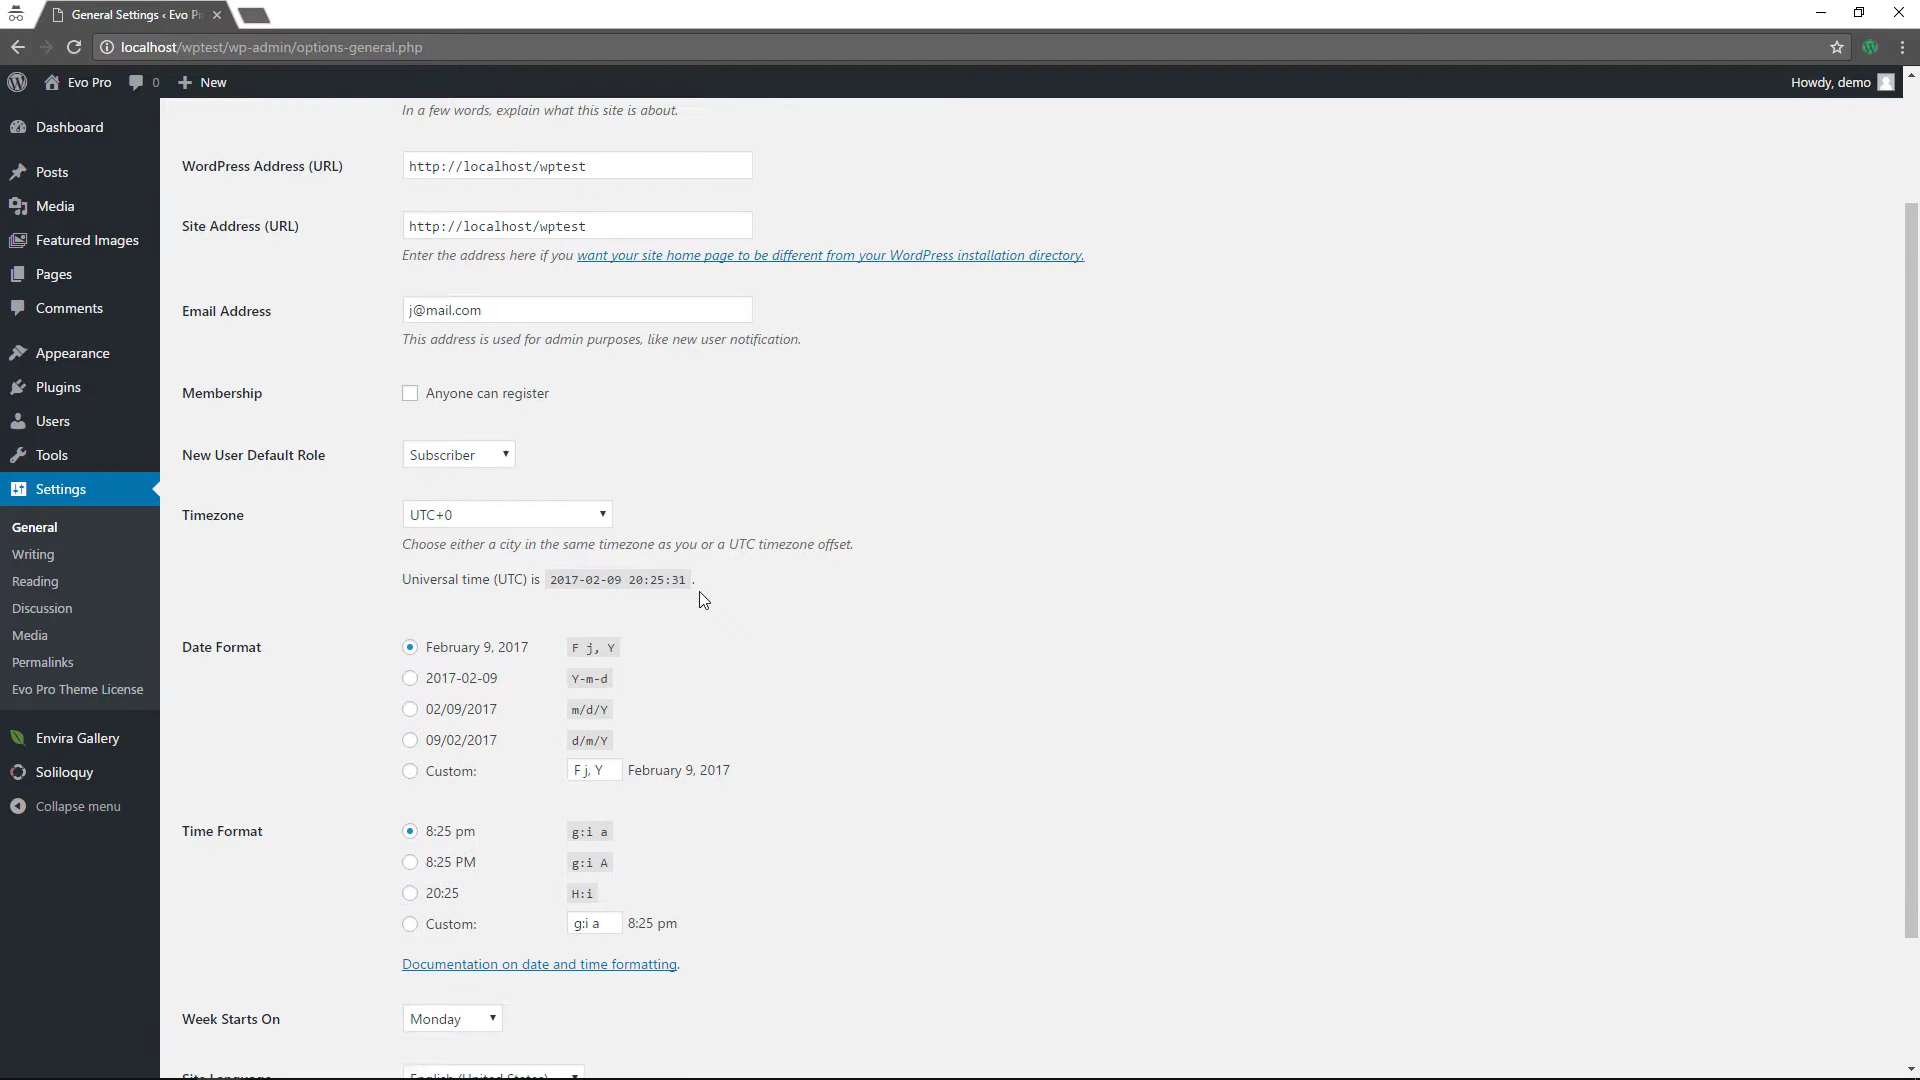 General Settings ‹ Evo Pr
localhost/wptest/wp-admin/options-general.php
Evo Pro
0
New
Howdy, demo
Dashboard
Posts
Media
Featured Images
Pages
Comments
Appearance
Plugins
Users
Tools
Settings
General
Writing
Reading
Discussion
Media
Permalinks
Evo Pro Theme License
Envira Gallery
Soliloquy
Collapse menu
In a few words, explain what this site is about.
WordPress Address (URL) http://localhost/wptest
Site Address (URL) http://localhost/wptest
Enter the address here if you want your site home page to be different from your WordPress installation directory.
Email Address j@mail.com
This address is used for admin purposes, like new user notification.
Membership Anyone can register
New User Default Role Subscriber
Timezone UTC+0
Choose either a city in the same timezone as you or a UTC timezone offset.
Universal time (UTC) is 2017-02-09 20:25:31 .
Date Format February 9, 2017 F j, Y
2017-02-09 Y-m-d
02/09/2017 m/d/Y
09/02/2017 d/m/Y
Custom: F j, Y February 9, 2017
Time Format 8:25 pm g:i a
8:25 PM g:i A
20:25 H:i
Custom: g:i a 8:25 pm
Documentation on date and time formatting.
Week Starts On Monday
Site Language English (United States)